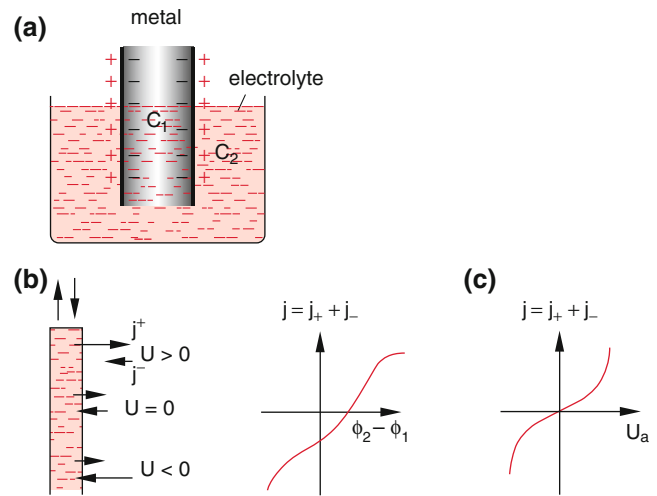 (a)
metal
electrolyte
C₁
C₂
+ + + + + +
− − − − − −
− − − − − −
+ + + + + +
(b)
j⁺
U > 0
j⁻
U = 0
U < 0
j = j₊ + j₋
ϕ₂ − ϕ₁
(c)
j = j₊ + j₋
Uₐ